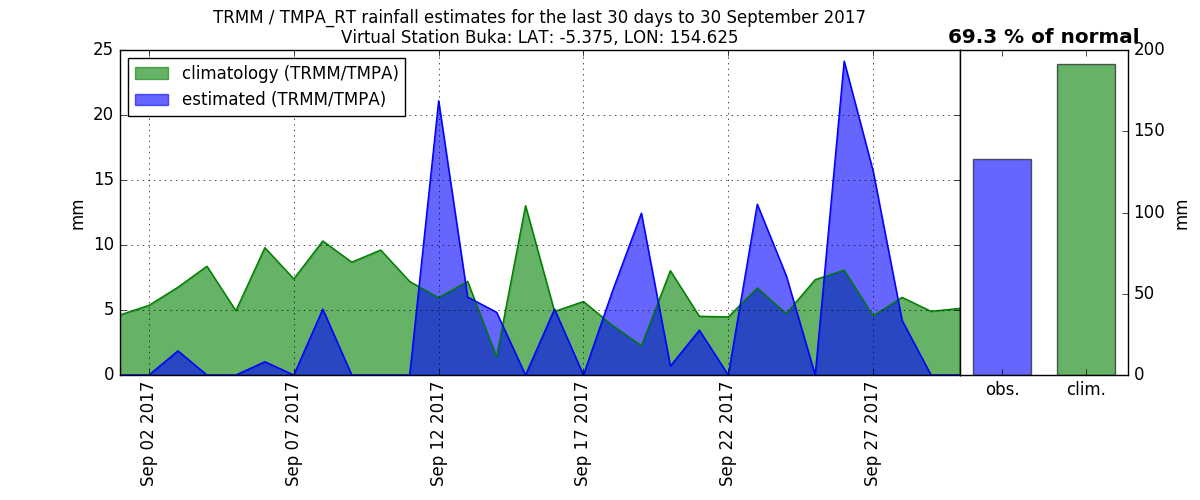 TRMM / TMPA_RT rainfall estimates for the last 30 days to 30 September 2017
Virtual Station Buka: LAT: -5.375, LON: 154.625
69.3 % of normal
climatology (TRMM/TMPA)
estimated (TRMM/TMPA)
25
20
15
10
5
0
mm
Sep 02 2017
Sep 07 2017
Sep 12 2017
Sep 17 2017
Sep 22 2017
Sep 27 2017
200
150
100
50
0
mm
obs.
clim.